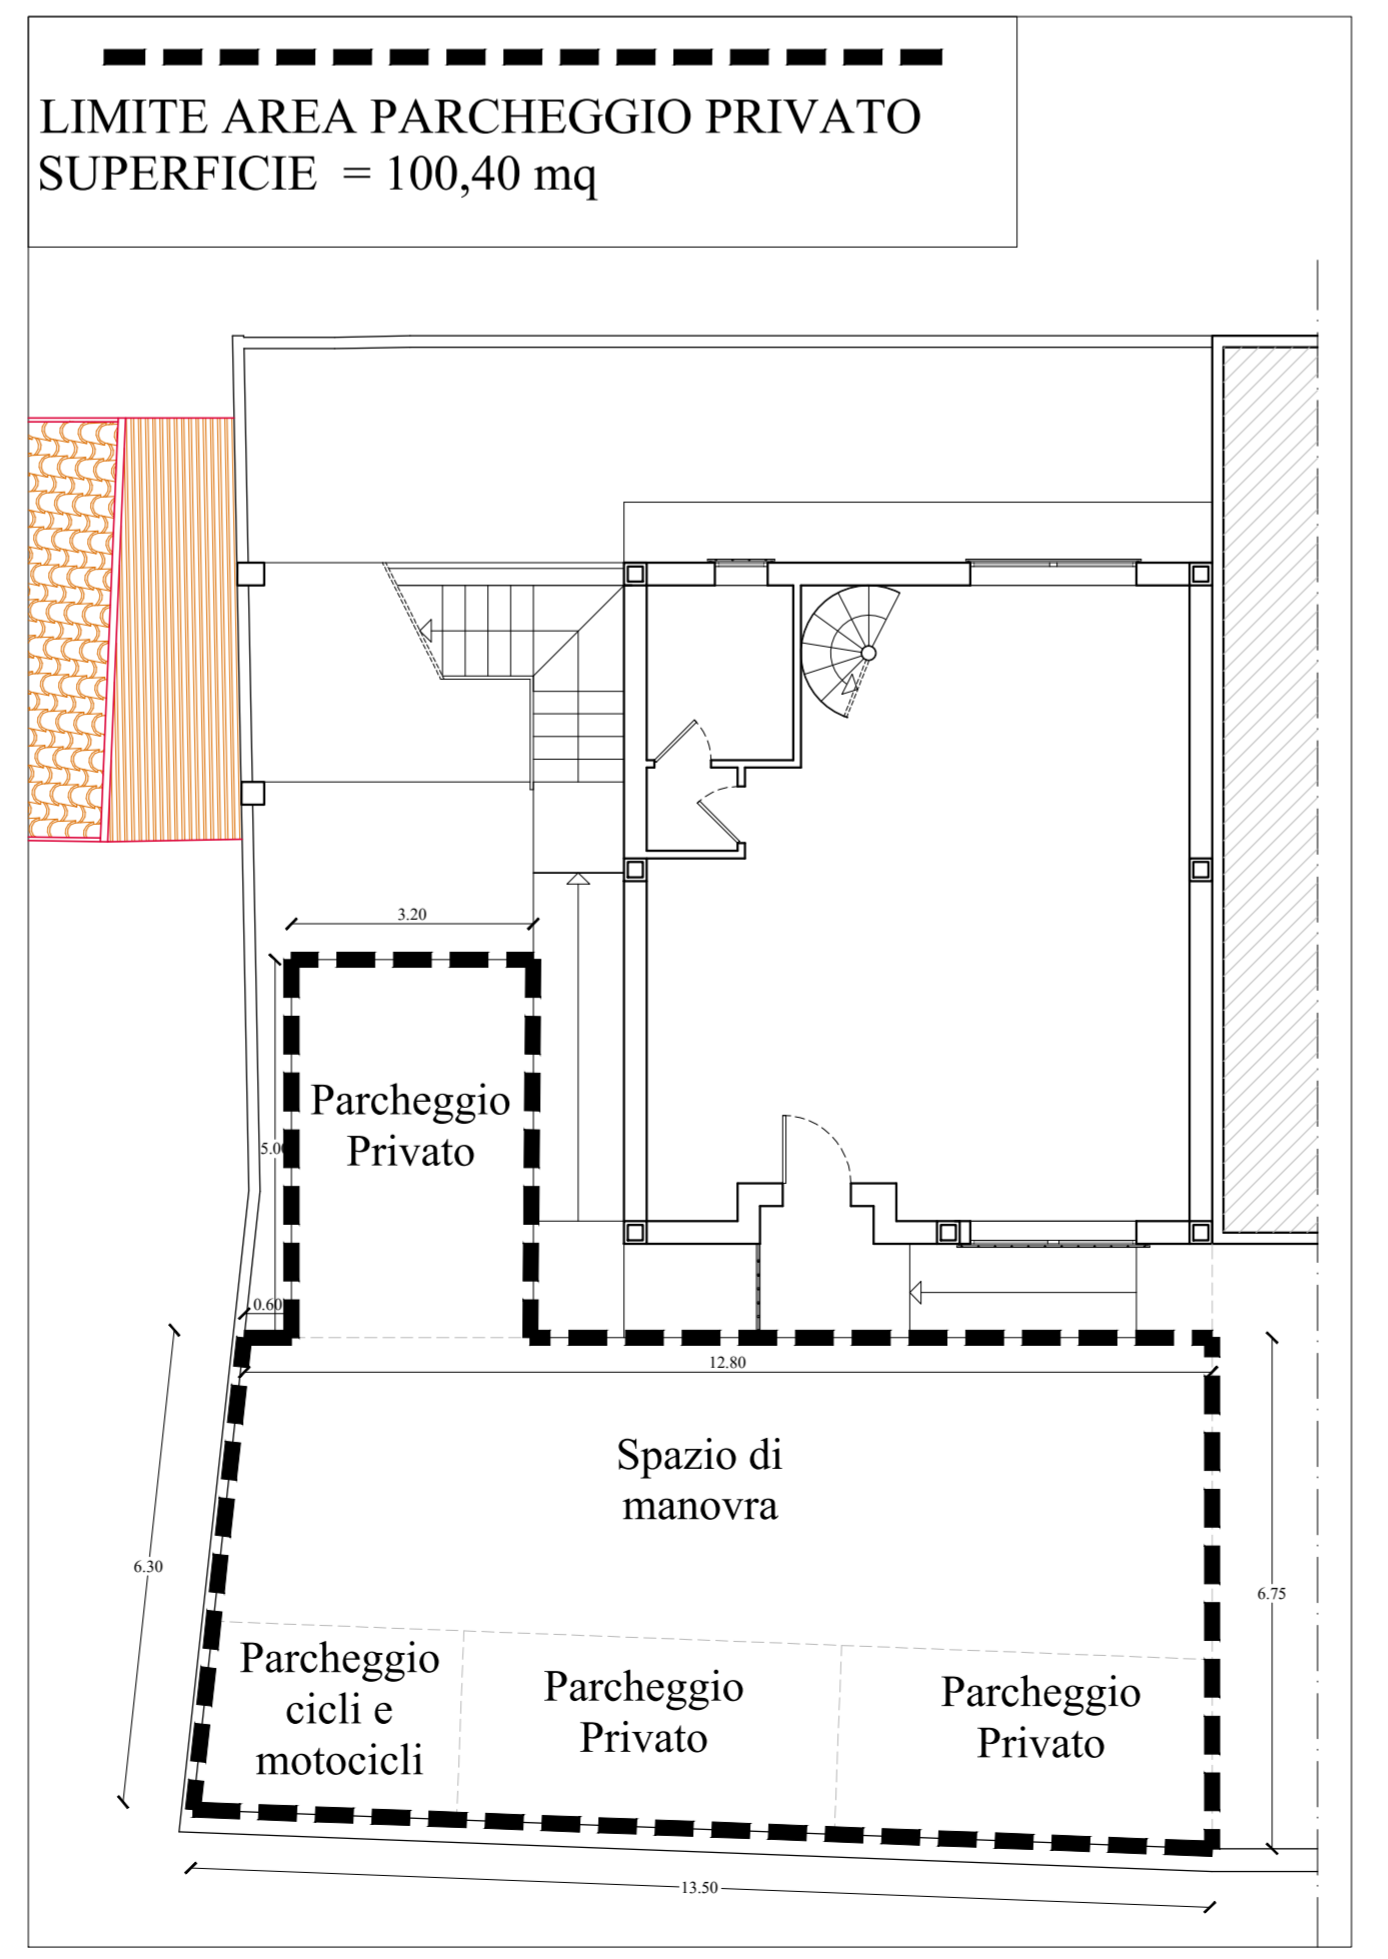 LIMITE AREA PARCHEGGIO PRIVATO
SUPERFICIE = 100,40 mq
3.20
Parcheggio
Privato
5.00
0.60
12.80
Spazio di
manovra
6.30
6.75
Parcheggio
cicli e
motocicli
Parcheggio
Privato
Parcheggio
Privato
13.50